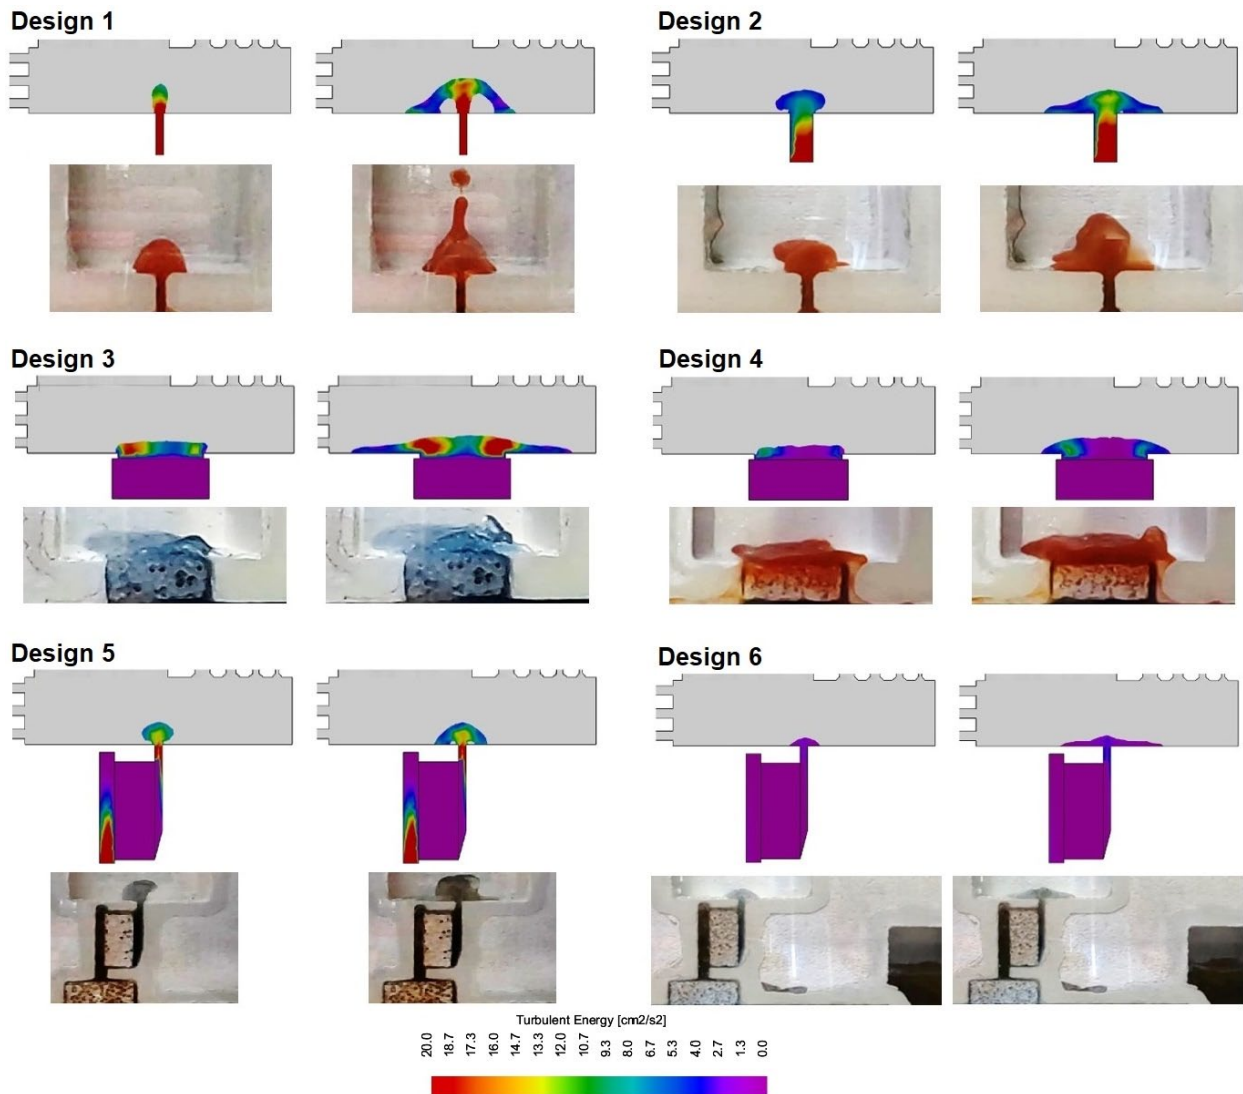 Design 1
Design 2
Design 3
Design 4
Design 5
Design 6
Turbulent Energy [cm2/s2]
20.0 18.7 17.3 16.0 14.7 13.3 12.0 10.7 9.3 8.0 6.7 5.3 4.0 2.7 1.3 0.0